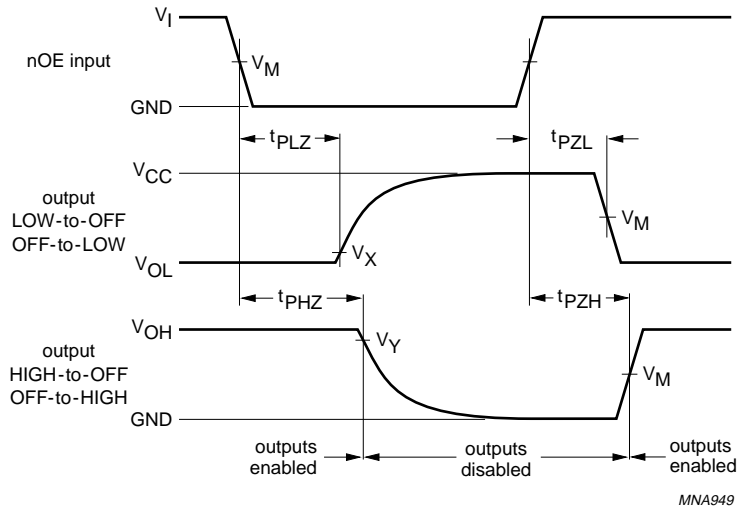 VI
nOE input
VM
GND
tPLZ
tPZL
VCC
output
LOW-to-OFF
OFF-to-LOW
VM
VX
VOL
tPHZ
tPZH
VOH
VY
output
HIGH-to-OFF
OFF-to-HIGH
VM
GND
outputs
enabled
outputs
disabled
outputs
enabled
MNA949